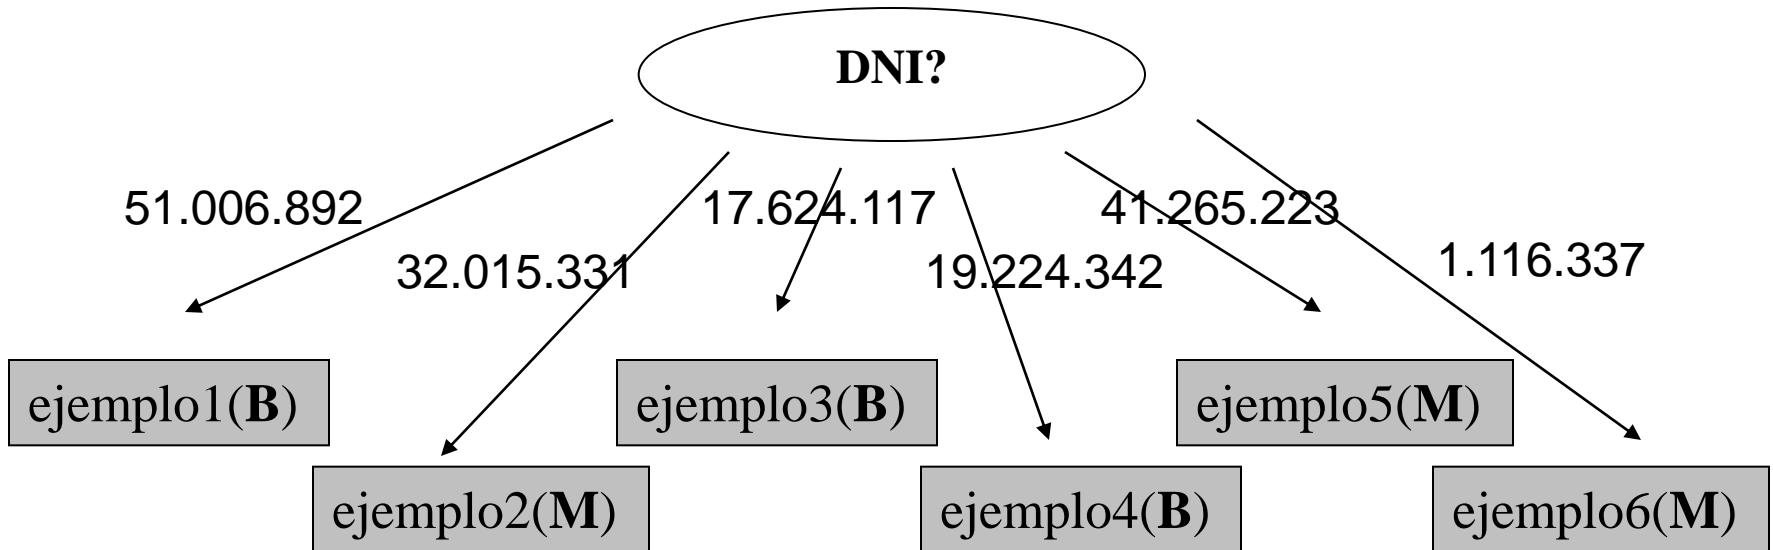 DNI?
51.006.892
17.624.117
41.265.223
32.015.331
19.224.342
1.116.337
ejemplo1(B)
ejemplo3(B)
ejemplo5(M)
ejemplo2(M)
ejemplo4(B)
ejemplo6(M)